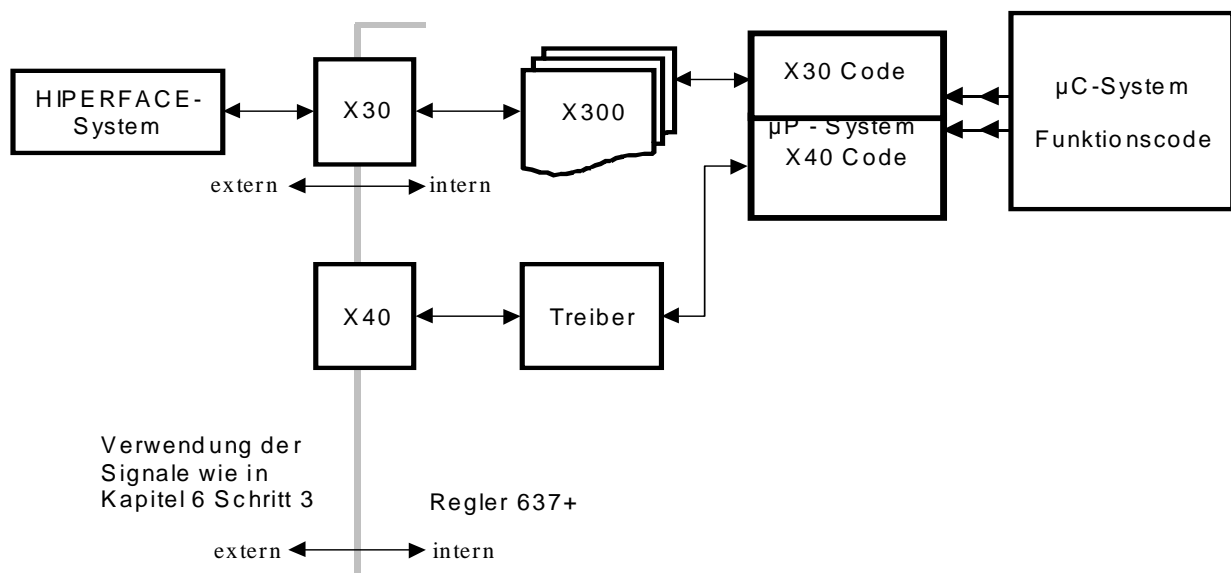 HIPERFACE-
System
X30
X300
X30 Code
µP - System
X40 Code
µC-System
Funktionscode
extern
intern
X40
Treiber
Verwendung der
Signale wie in
Kapitel 6 Schritt 3
Regler 637+
extern
intern